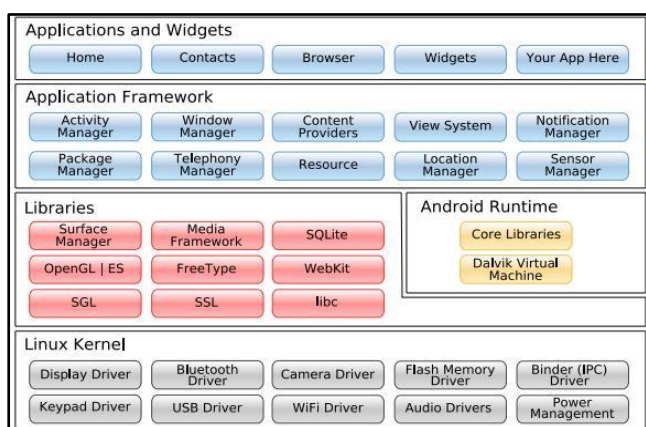 Applications and Widgets
Home Contacts Browser Widgets Your App Here
Application Framework
Activity Manager Window Manager Content Providers View System Notification Manager
Package Manager Telephony Manager Resource Location Manager Sensor Manager
Libraries
Surface Manager Media Framework SQLite
OpenGL | ES FreeType WebKit
SGL SSL libc
Android Runtime
Core Libraries
Dalvik Virtual Machine
Linux Kernel
Display Driver Bluetooth Driver Camera Driver Flash Memory Driver Binder (IPC) Driver
Keypad Driver USB Driver WiFi Driver Audio Drivers Power Management